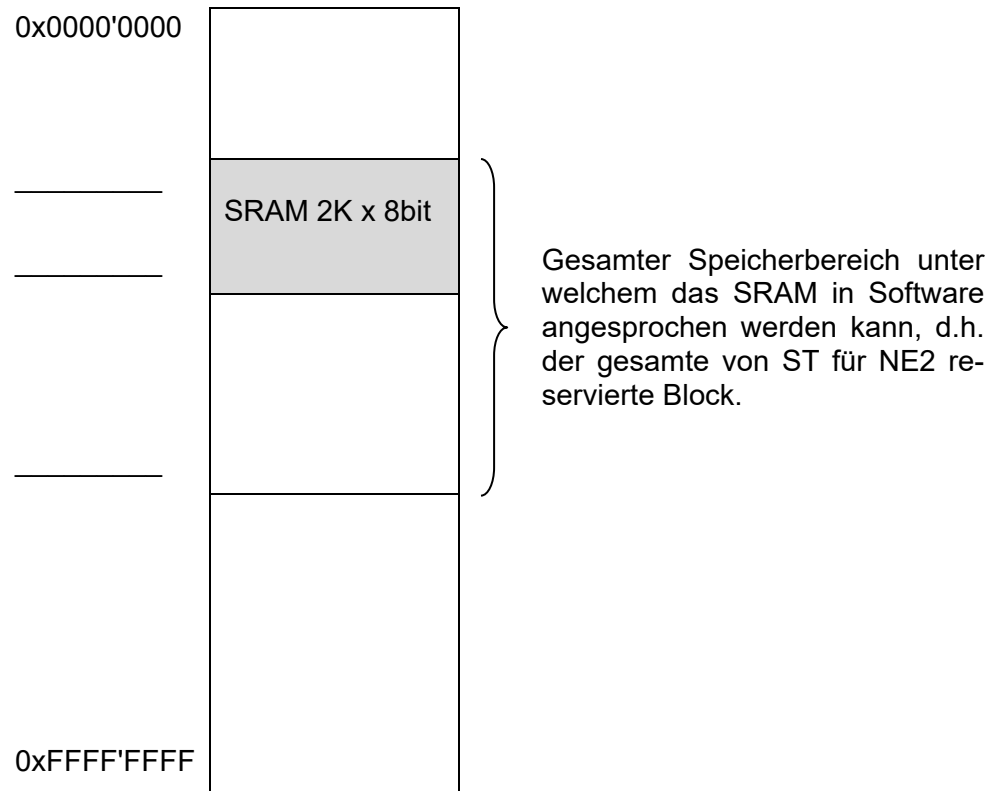 0x0000'0000
SRAM 2K x 8bit
Gesamter Speicherbereich unter
welchem das SRAM in Software
angesprochen werden kann, d.h.
der gesamte von ST für NE2 re-
servierte Block.
0xFFFF'FFFF